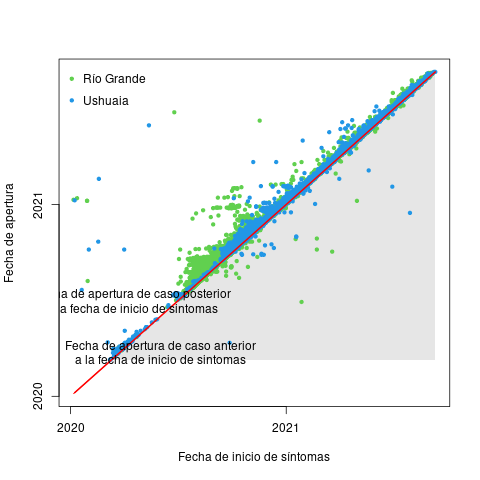 Río Grande
Ushuaia
Fecha de apertura
2021
2020
a de apertura de caso posterior
a la fecha de inicio de síntomas
Fecha de apertura de caso anterior
a la fecha de inicio de síntomas
2020
2021
Fecha de inicio de síntomas